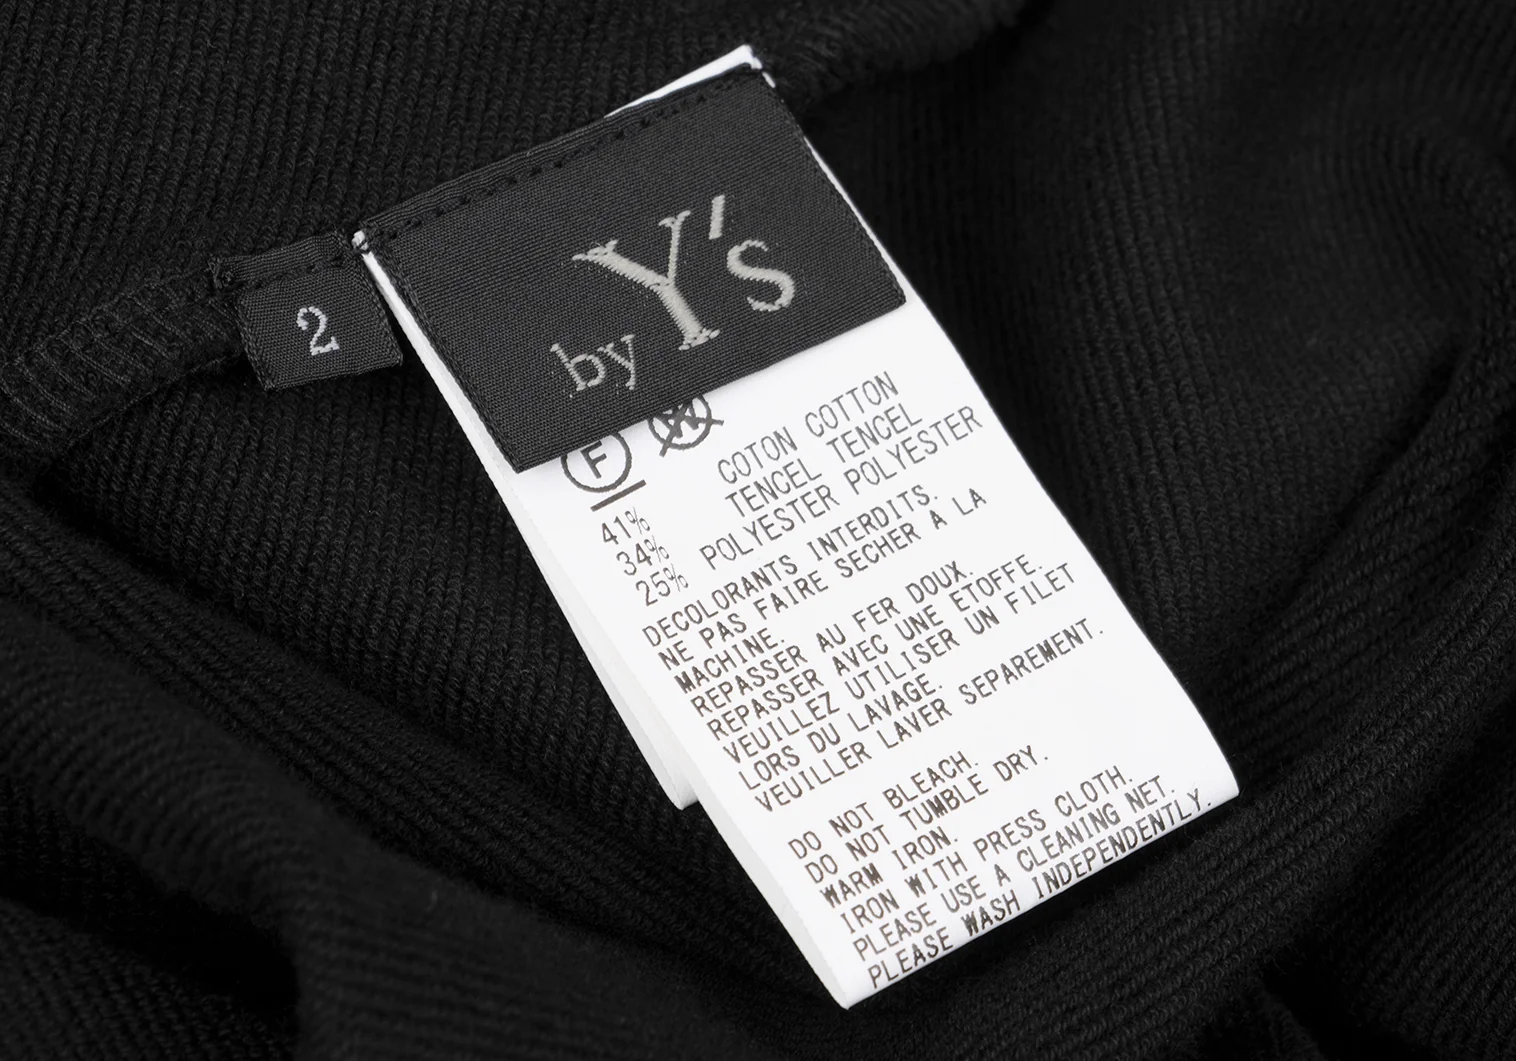 2
by Y's
F W
41% COTON COTTON
34% TENCEL TENCEL
25% POLYESTER POLYESTER
DECOLORANTS INTERDITS.
NE PAS FAIRE SECHER A LA
MACHINE.
REPASSER AU FER DOUX.
REPASSER AVEC UNE ETOFFE.
VEUILLEZ UTILISER UN FILET
LORS DU LAVAGE.
VEUILLER LAVER SEPAREMENT.
DO NOT BLEACH.
DO NOT TUMBLE DRY.
WARM IRON.
IRON WITH PRESS CLOTH.
PLEASE USE A CLEANING NET.
PLEASE WASH INDEPENDENTLY.